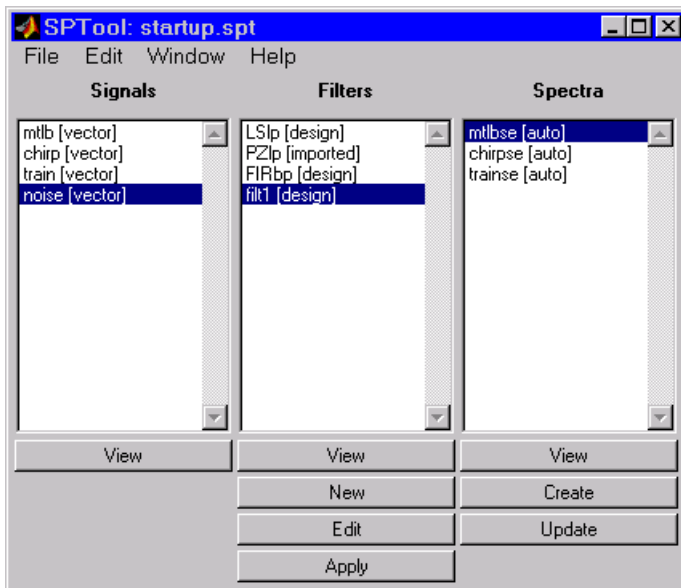 SPTool: startup.spt
File Edit Window Help
Signals
mtlb [vector]
chirp [vector]
train [vector]
noise [vector]
View
Filters
LSlp [design]
PZlp [imported]
FIRbp [design]
filt1 [design]
View
New
Edit
Apply
Spectra
mtlbse [auto]
chirpse [auto]
trainse [auto]
View
Create
Update